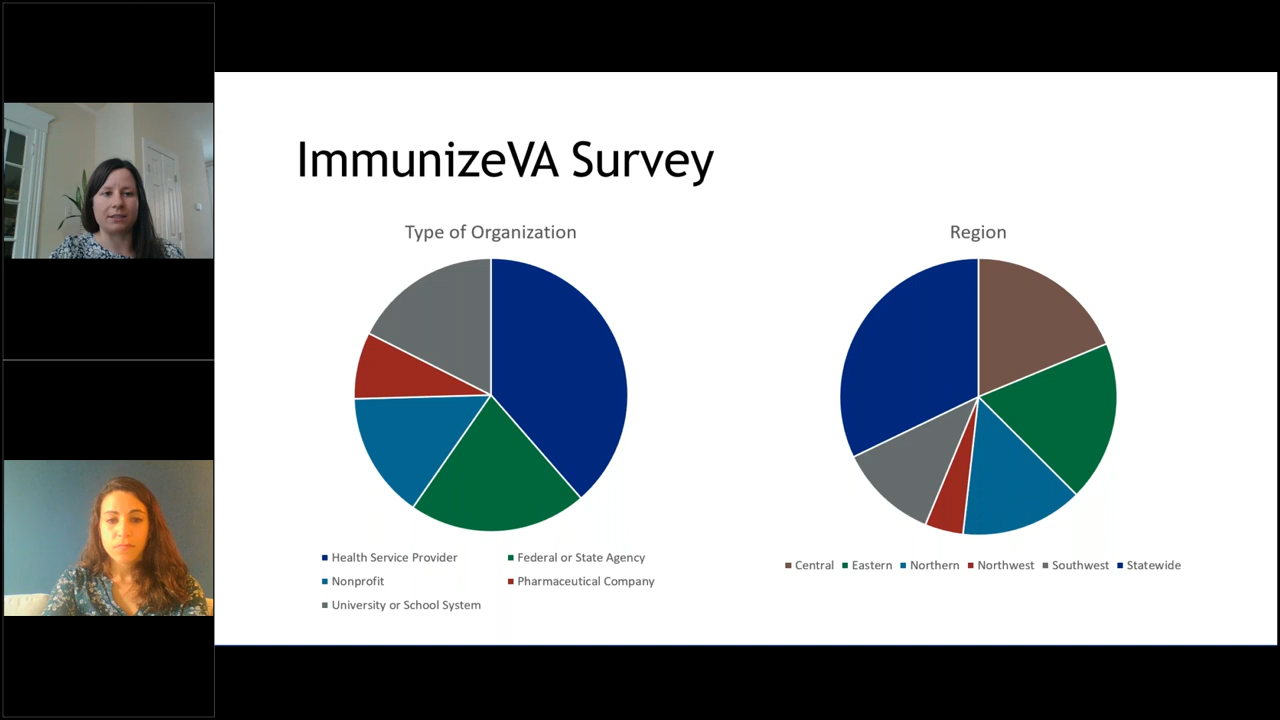 ImmunizeVA Survey
Type of Organization
Health Service Provider
Federal or State Agency
Nonprofit
Pharmaceutical Company
University or School System
Region
Central
Eastern
Northern
Northwest
Southwest
Statewide